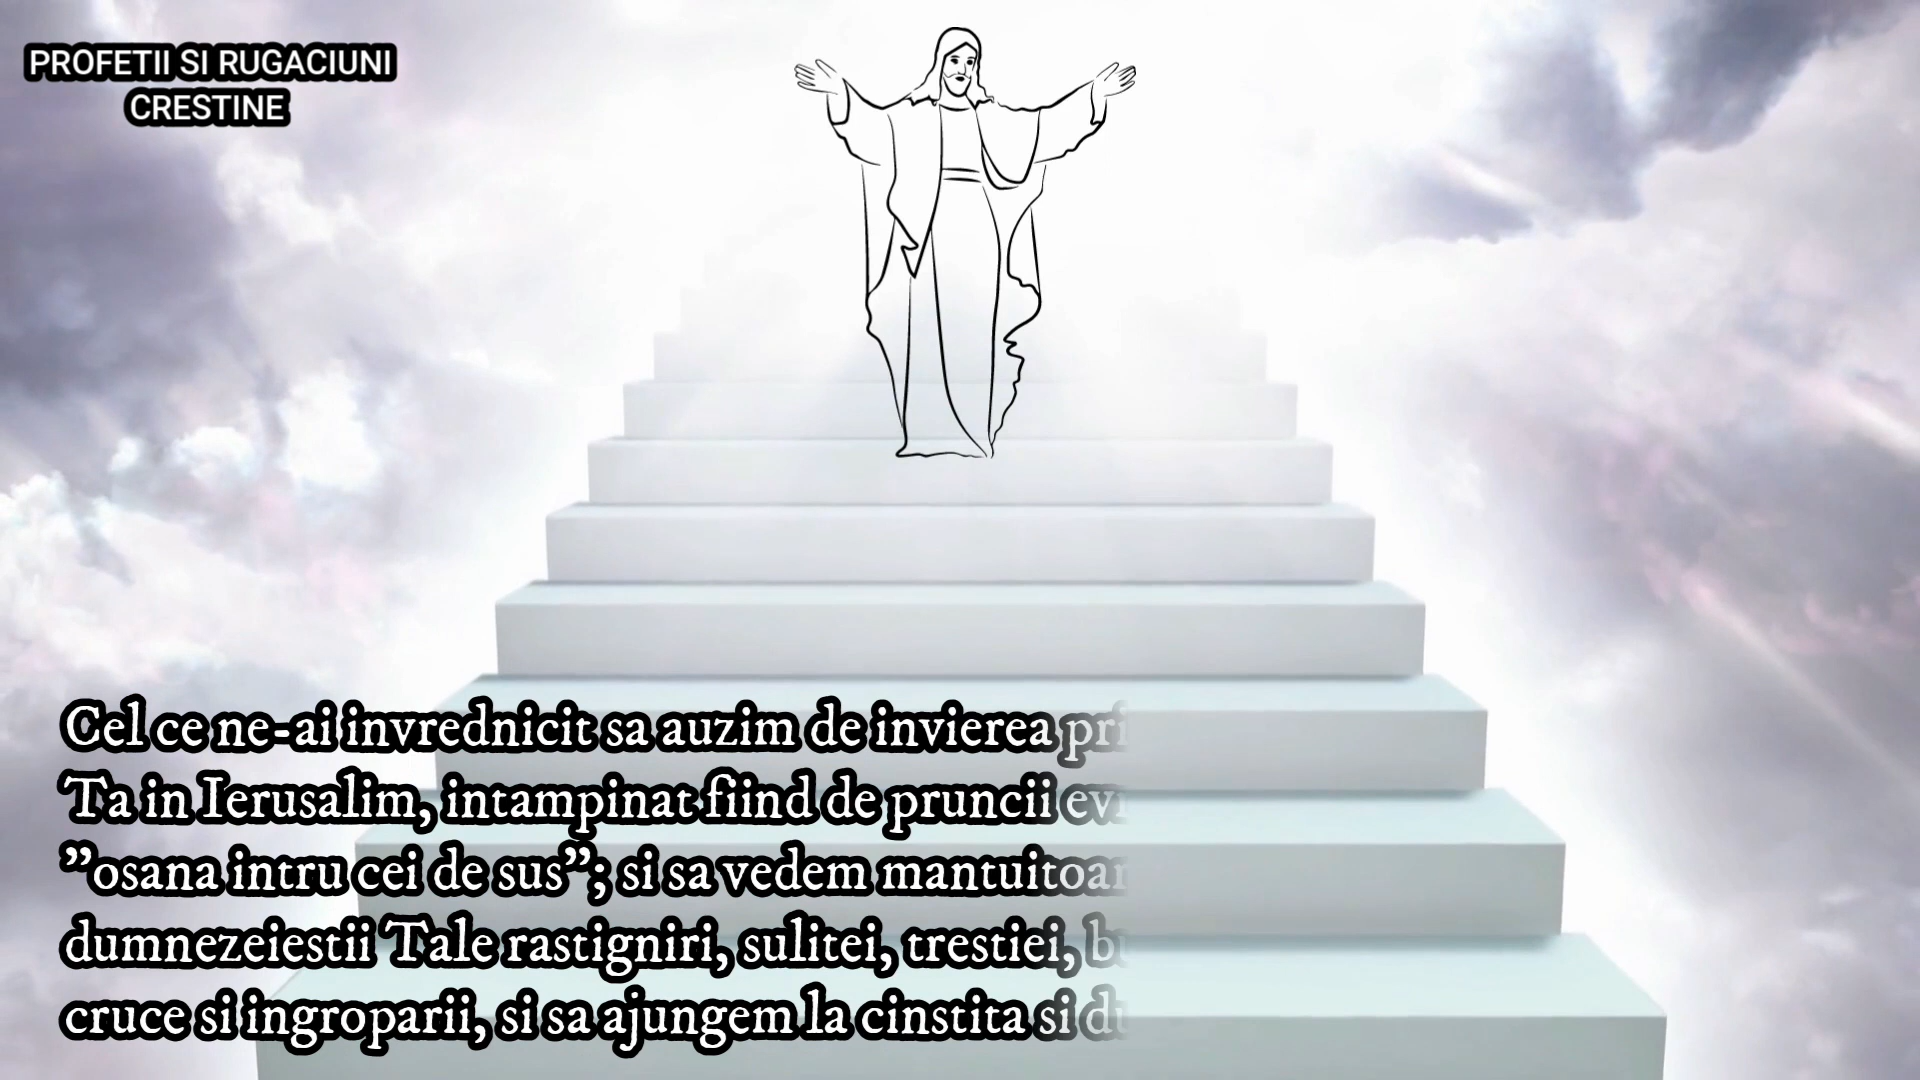 PROFETII SI RUGACIUNI
CRESTINE
Cel ce ne-ai invrednicit sa auzim de invierea
Ta in Ierusalim, intampinat fiind de pruncii
"osana intru cei de sus"; si sa vedem
dumnezeiestii Tale rastigniri, sulitei, trestiei,
cruce si ingroparii, si sa ajungem la cinstita si